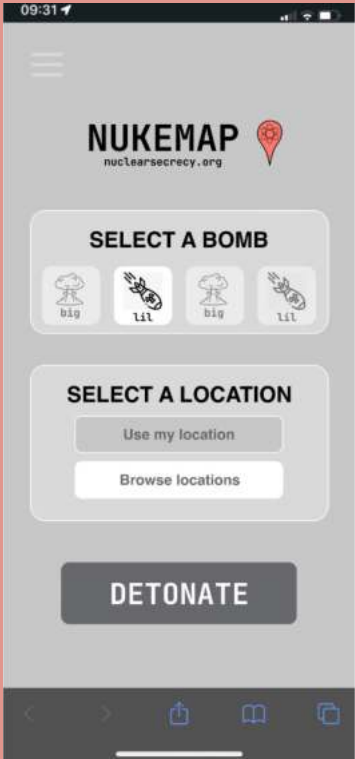 09:31
NUKEMAP
nuclearsecrecy.org
SELECT A BOMB
big
lil
big
lil
SELECT A LOCATION
Use my location
Browse locations
DETONATE